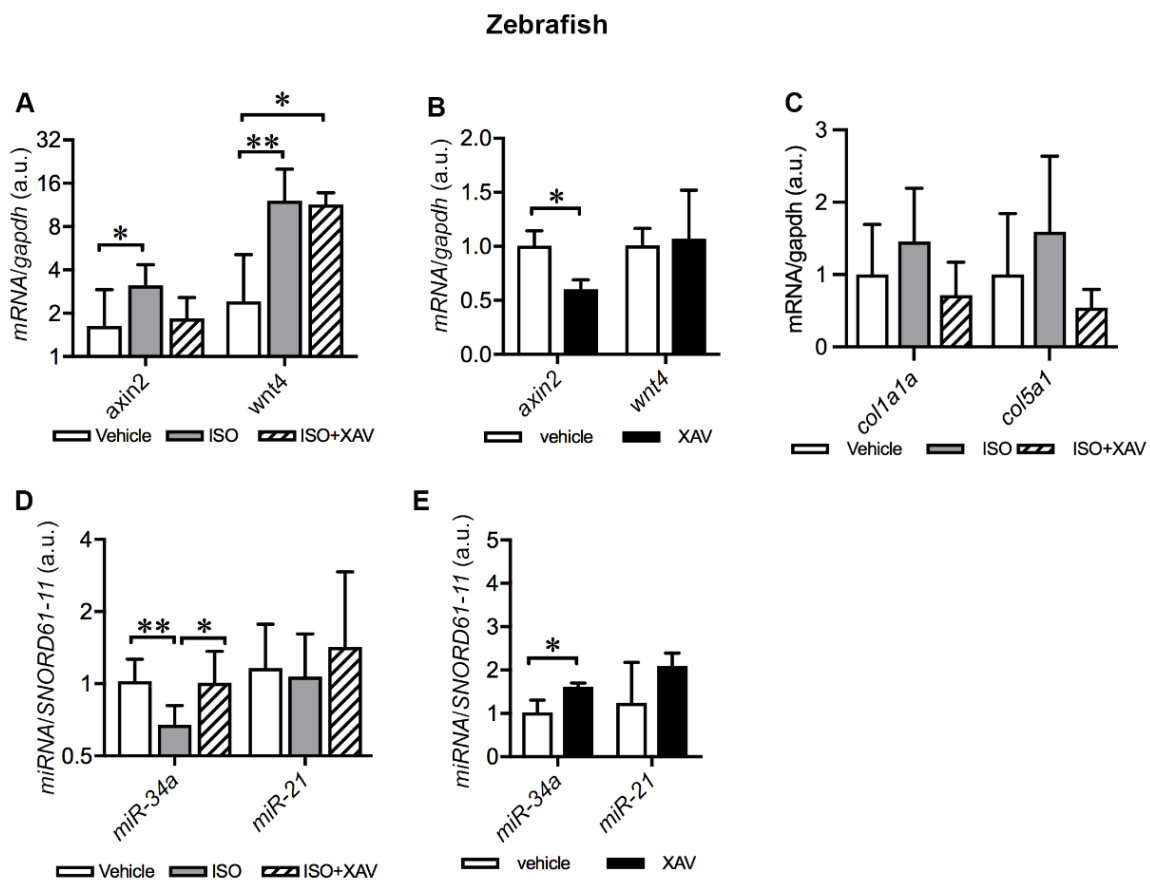 Zebrafish
A
mRNA/gapdh (a.u.)
32
16
8
4
2
1
*
**
*
axin2
wnt4
Vehicle ISO ISO+XAV
B
mRNA/gapdh (a.u.)
2.0
1.5
1.0
0.5
0.0
*
axin2
wnt4
vehicle XAV
C
mRNA/gapdh (a.u.)
3
2
1
0
col1a1a
col5a1
Vehicle ISO ISO+XAV
D
miRNA/SNORD61-11 (a.u.)
4
2
1
0.5
** *
miR-34a
miR-21
Vehicle ISO ISO+XAV
E
miRNA/SNORD61-11 (a.u.)
5
4
3
2
1
0
*
miR-34a
miR-21
vehicle XAV